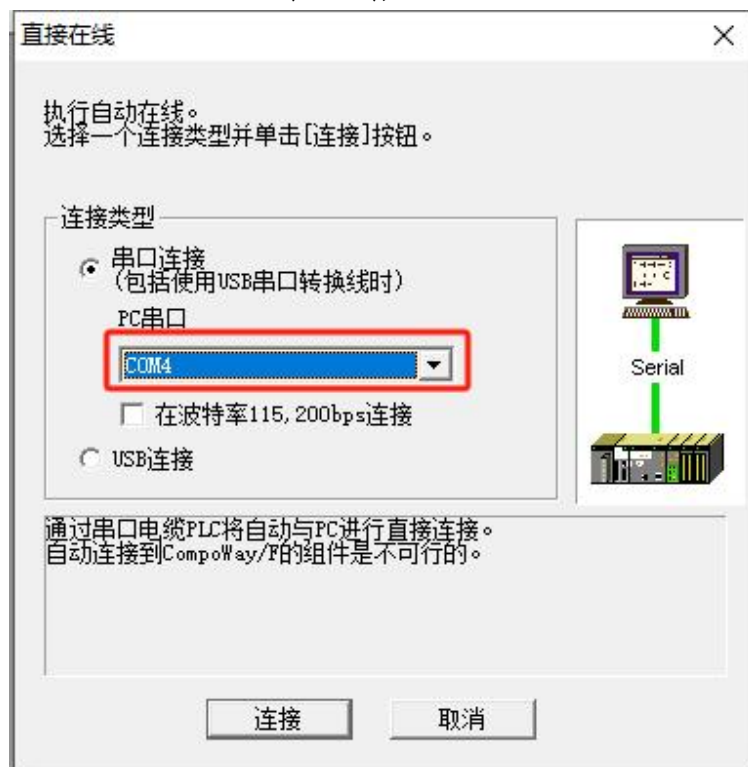 直接在线
执行自动在线。
选择一个连接类型并单击[连接]按钮。
连接类型
串口连接
(包括使用USB串口转换线时)
PC串口
COM4
在波特率115,200bps连接
USB连接
Serial
通过串口电缆PLC将自动与PC进行直接连接。
自动连接到CompoWay/F的组件是不可行的。
连接
取消